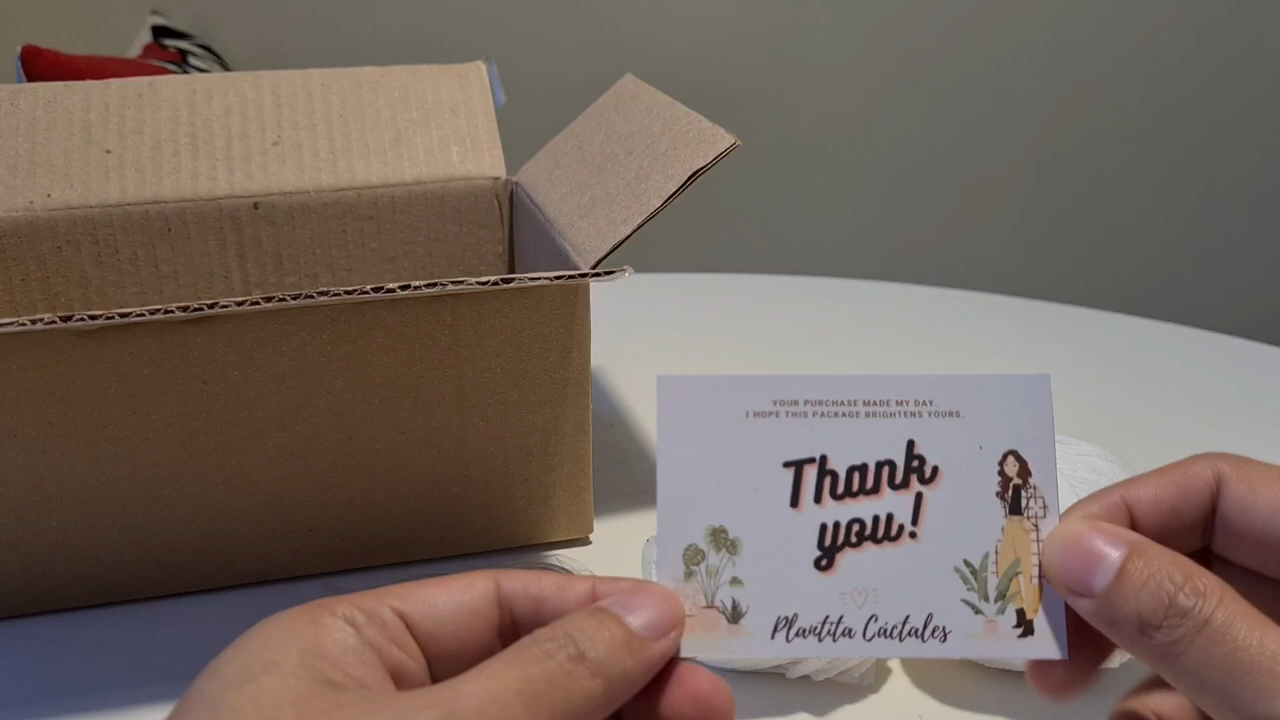 YOUR PURCHASE MADE MY DAY.
I HOPE THIS PACKAGE BRIGHTENS YOURS.
Thank
you!
Plantita Cáctales